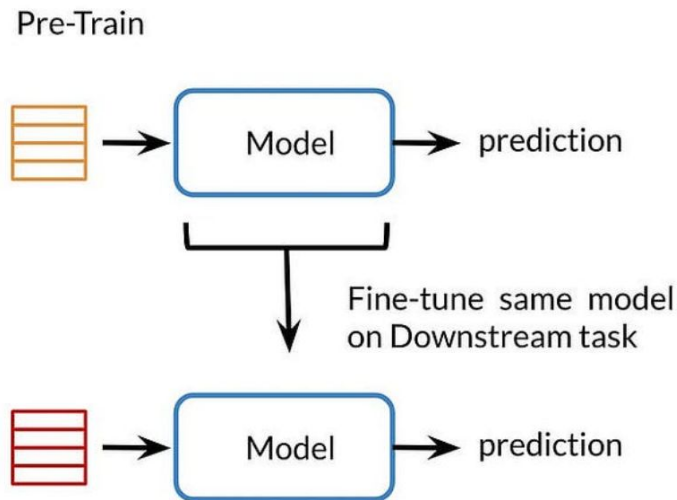 Pre-Train
Model
prediction
Fine-tune same model
on Downstream task
Model
prediction